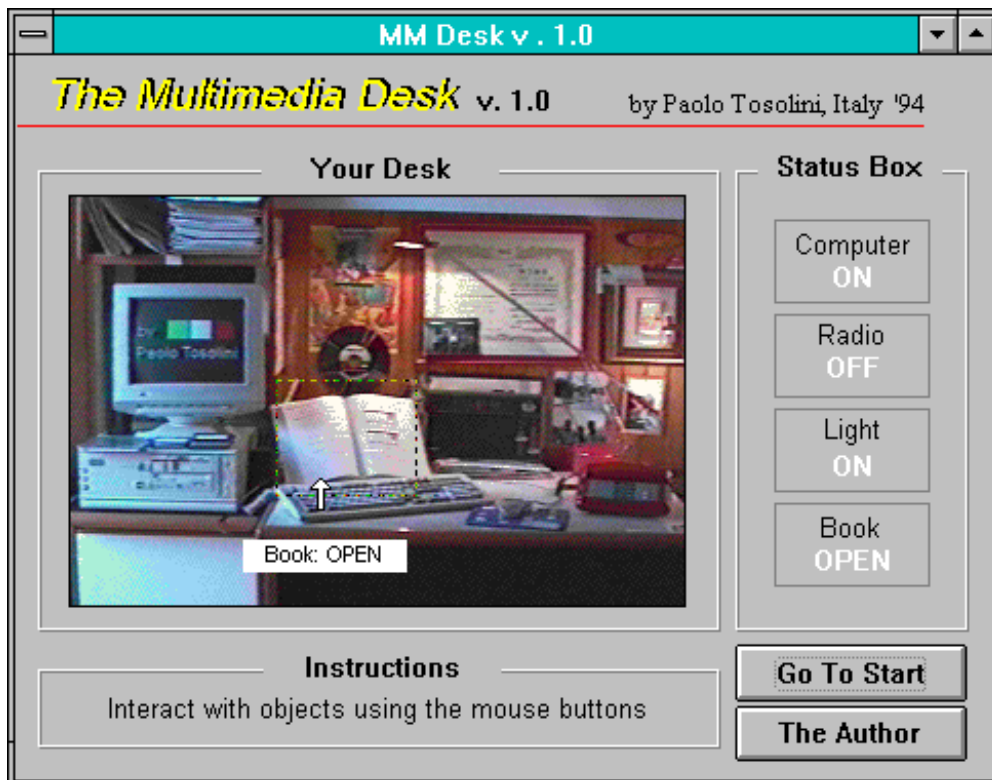 MM Desk v . 1.0
The Multimedia Desk v. 1.0
by Paolo Tosolini, Italy '94
Your Desk
by
Paolo Tosolini
Book: OPEN
Status Box
Computer
ON
Radio
OFF
Light
ON
Book
OPEN
Instructions
Interact with objects using the mouse buttons
Go To Start
The Author